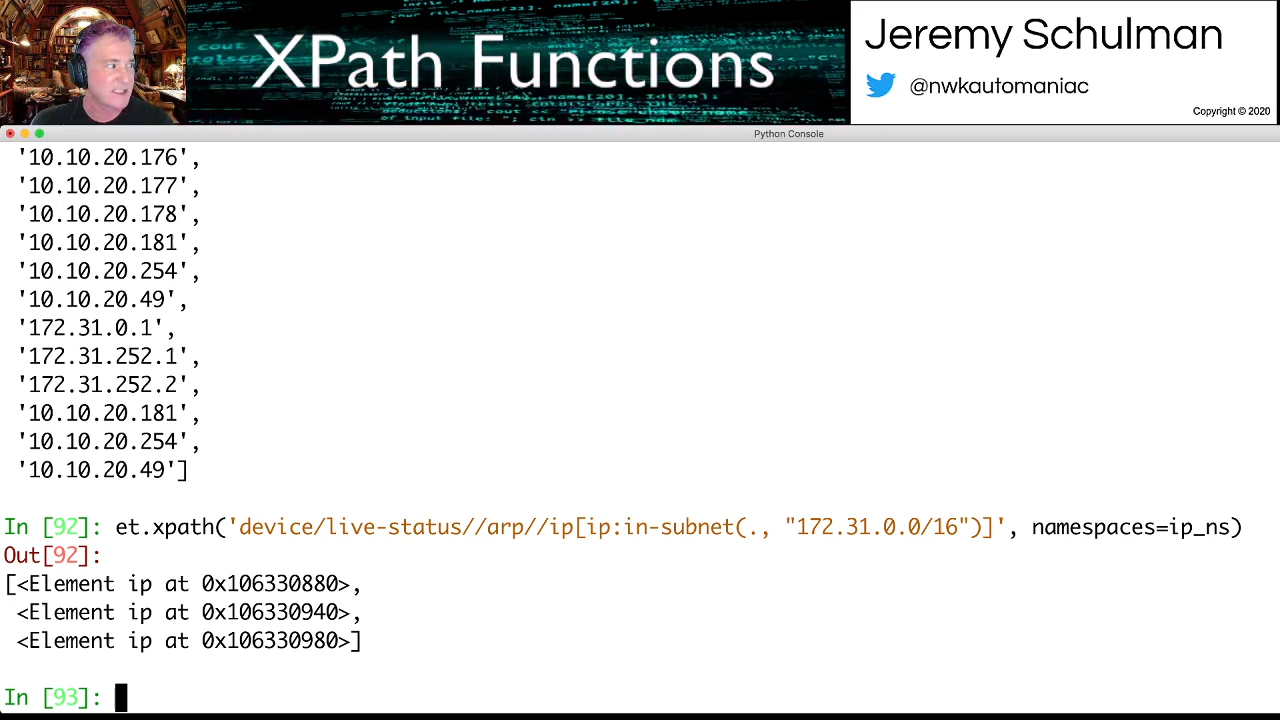 XPath Functions
Jeremy Schulman
@nwkautomaniac
Copyright © 2020
Python Console
'10.10.20.176',
'10.10.20.177',
'10.10.20.178',
'10.10.20.181',
'10.10.20.254',
'10.10.20.49',
'172.31.0.1',
'172.31.252.1',
'172.31.252.2',
'10.10.20.181',
'10.10.20.254',
'10.10.20.49']
In [92]: et.xpath('device/live-status//arp//ip[ip:in-subnet(., "172.31.0.0/16")]', namespaces=ip_ns)
Out[92]:
[<Element ip at 0x106330880>,
<Element ip at 0x106330940>,
<Element ip at 0x106330980>]
In [93]: